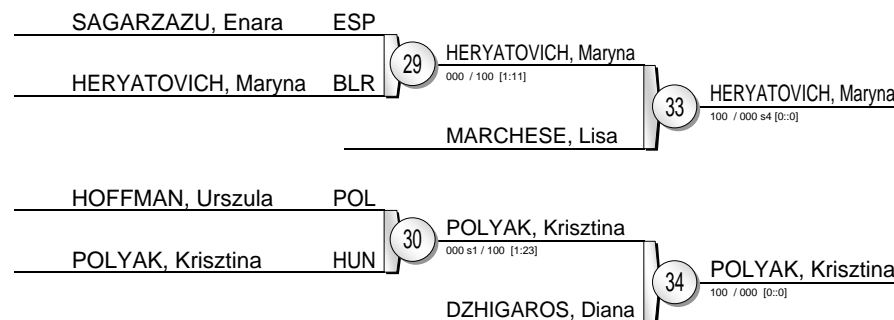 SAGARZAZU, Enara ESP
29
HERYATOVICH, Maryna
000 / 100 [1:11]
HERYATOVICH, Maryna BLR
33
HERYATOVICH, Maryna
100 / 000 s4 [0::0]
MARCHESE, Lisa
HOFFMAN, Urszula POL
30
POLYAK, Krisztina
000 s1 / 100 [1:23]
POLYAK, Krisztina HUN
34
POLYAK, Krisztina
100 / 000 [0::0]
DZHIGAROS, Diana